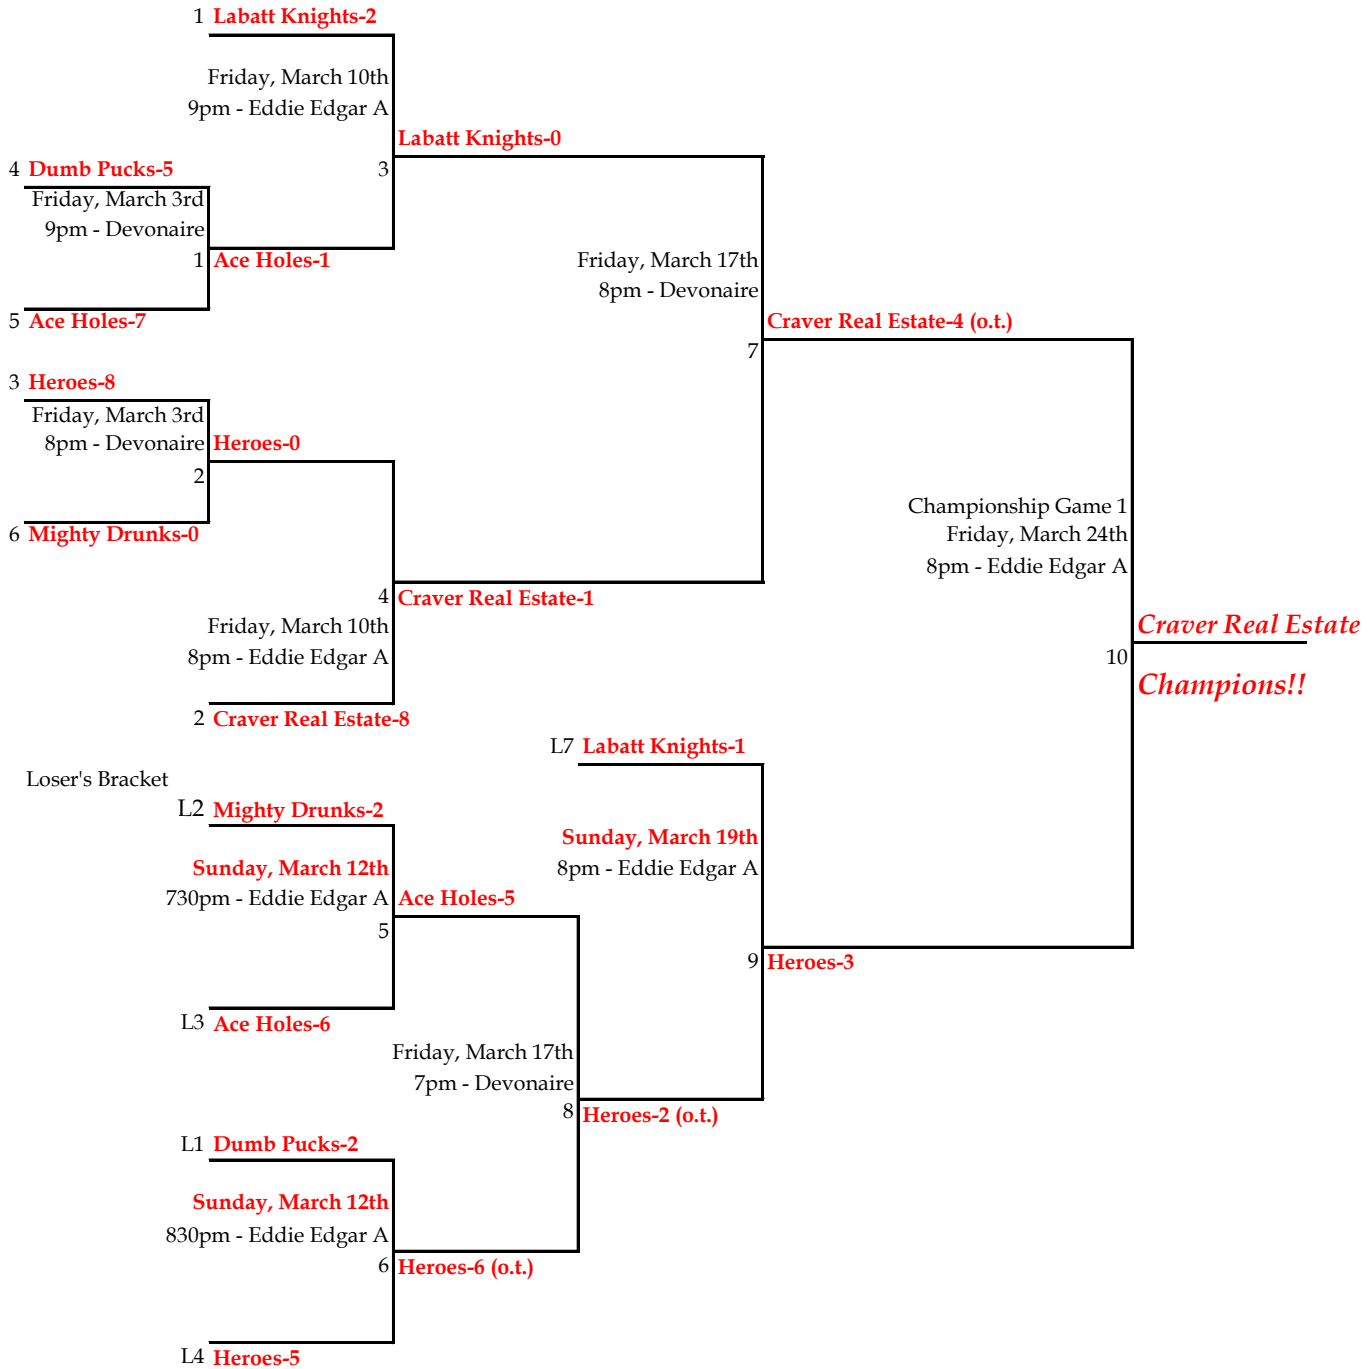 1 Labatt Knights-2
Friday, March 10th
9pm - Eddie Edgar A
Labatt Knights-0
3
4 Dumb Pucks-5
Friday, March 3rd
9pm - Devonaire
1 Ace Holes-1
5 Ace Holes-7
Friday, March 17th
8pm - Devonaire
Craver Real Estate-4 (o.t.)
7
3 Heroes-8
Friday, March 3rd
8pm - Devonaire
Heroes-0
2
6 Mighty Drunks-0
4 Craver Real Estate-1
Friday, March 10th
8pm - Eddie Edgar A
2 Craver Real Estate-8
Championship Game 1
Friday, March 24th
8pm - Eddie Edgar A
Craver Real Estate
10
Champions!!
L7 Labatt Knights-1
Loser's Bracket
L2 Mighty Drunks-2
Sunday, March 12th
730pm - Eddie Edgar A
Ace Holes-5
5
L3 Ace Holes-6
Sunday, March 19th
8pm - Eddie Edgar A
9 Heroes-3
Friday, March 17th
7pm - Devonaire
8 Heroes-2 (o.t.)
L1 Dumb Pucks-2
Sunday, March 12th
830pm - Eddie Edgar A
6 Heroes-6 (o.t.)
L4 Heroes-5